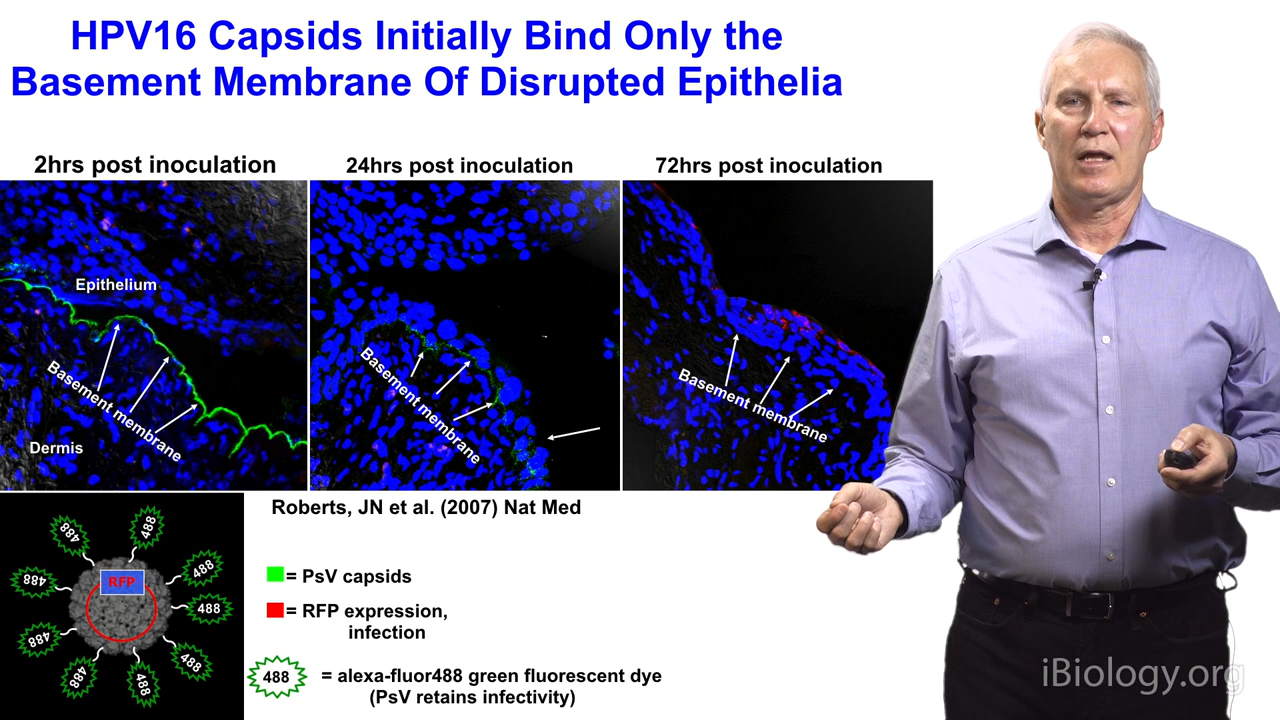 HPV16 Capsids Initially Bind Only the
Basement Membrane Of Disrupted Epithelia
2hrs post inoculation
24hrs post inoculation
72hrs post inoculation
Epithelium
Basement membrane
Dermis
Basement membrane
Basement membrane
Roberts, JN et al. (2007) Nat Med
488
488
488
488
488
488
488
488
488
RFP
= PsV capsids
= RFP expression,
infection
488
= alexa-fluor488 green fluorescent dye
(PsV retains infectivity)
iBiology.org